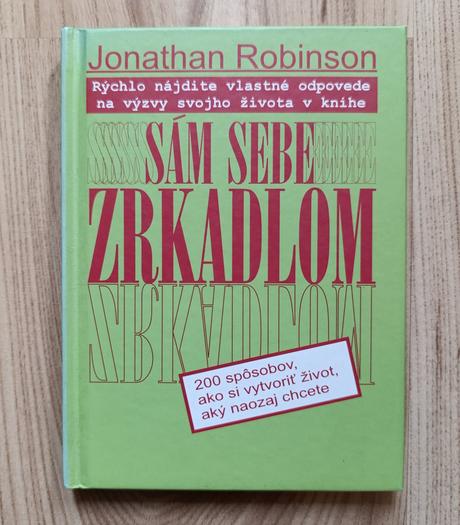 Jonathan Robinson
Rýchlo nájdite vlastné odpovede
na výzvy svojho života v knihe
SÁM SEBE
ZRKADLOM
200 spôsobov,
ako si vytvoriť život,
aký naozaj chcete